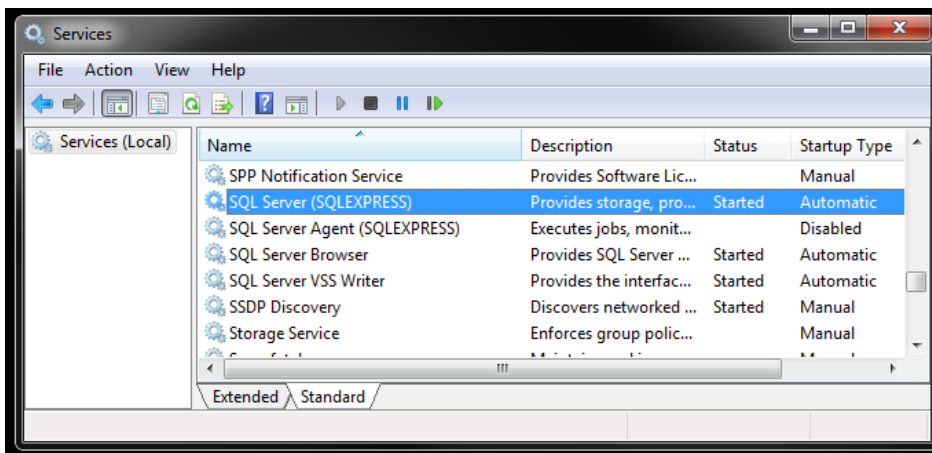 Services
File Action View Help
Services (Local)
Name Description Status Startup Type
SPP Notification Service Provides Software Lic... Manual
SQL Server (SQLEXPRESS) Provides storage, pro... Started Automatic
SQL Server Agent (SQLEXPRESS) Executes jobs, monit... Disabled
SQL Server Browser Provides SQL Server ... Started Automatic
SQL Server VSS Writer Provides the interfac... Started Automatic
SSDP Discovery Discovers networked ... Started Manual
Storage Service Enforces group polic... Manual
Extended Standard